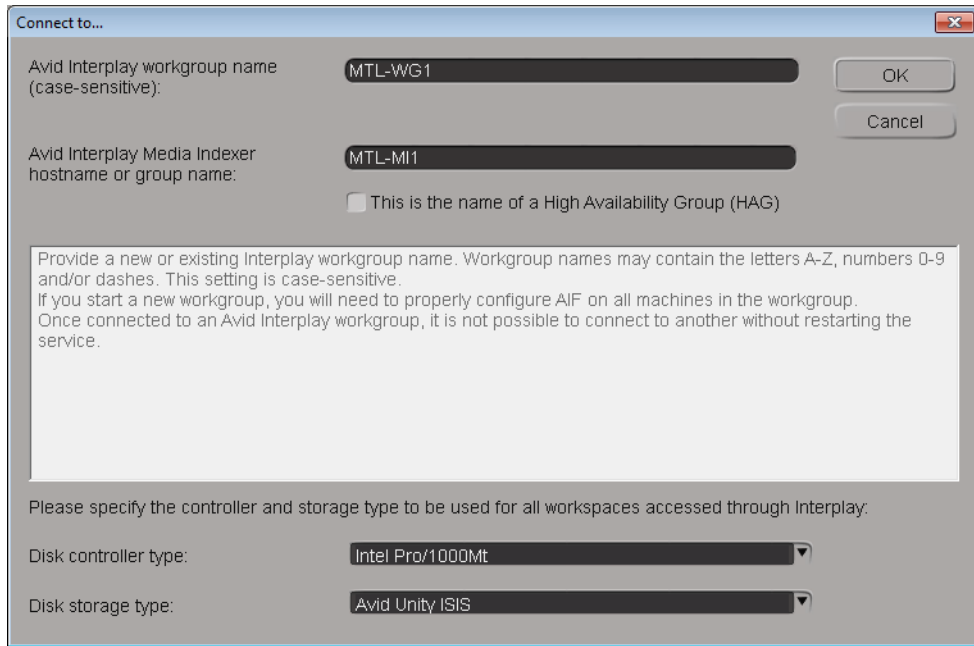 Connect to...
Avid Interplay workgroup name
(case-sensitive):
MTL-WG1
OK
Cancel
Avid Interplay Media Indexer
hostname or group name:
MTL-MI1
This is the name of a High Availability Group (HAG)
Provide a new or existing Interplay workgroup name. Workgroup names may contain the letters A-Z, numbers 0-9
and/or dashes. This setting is case-sensitive.
If you start a new workgroup, you will need to properly configure AIF on all machines in the workgroup.
Once connected to an Avid Interplay workgroup, it is not possible to connect to another without restarting the
service.
Please specify the controller and storage type to be used for all workspaces accessed through Interplay:
Disk controller type:
Intel Pro/1000Mt
Disk storage type:
Avid Unity ISIS